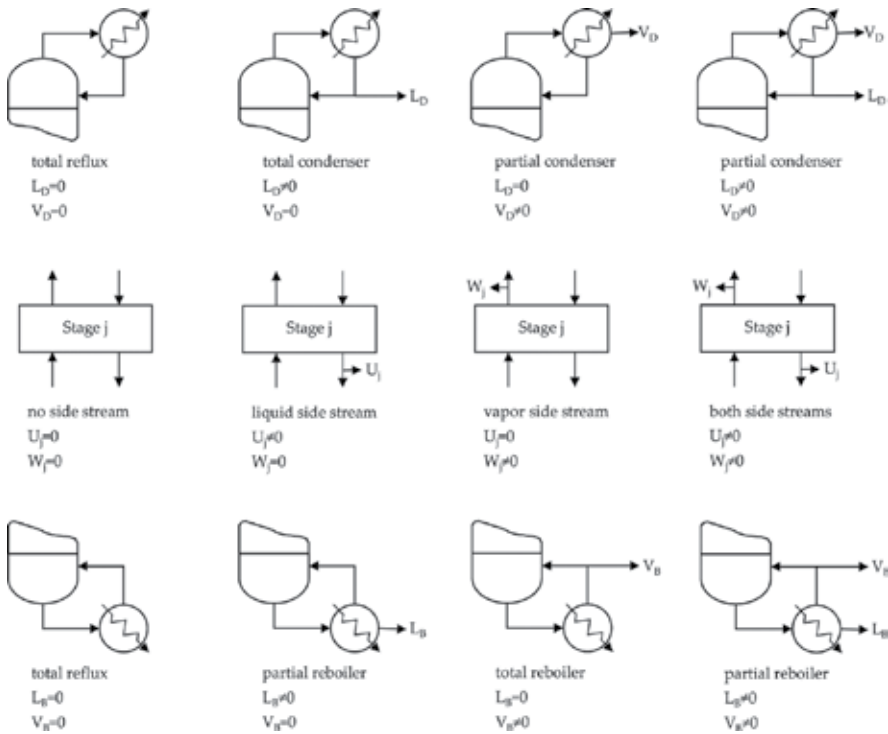 V_D
L_D
V_D
L_D
total reflux
L_D=0
V_D=0
total condenser
L_D≠0
V_D=0
partial condenser
L_D=0
V_D≠0
partial condenser
L_D≠0
V_D≠0
Stage j
Stage j
U_j
W_j
Stage j
W_j
Stage j
U_j
no side stream
U_j=0
W_j=0
liquid side stream
U_j≠0
W_j=0
vapor side stream
U_j=0
W_j≠0
both side streams
U_j≠0
W_j≠0
L_B
V_B
V_B
L_B
total reflux
L_B=0
V_B=0
partial reboiler
L_B≠0
V_B=0
total reboiler
L_B=0
V_B≠0
partial reboiler
L_B≠0
V_B≠0